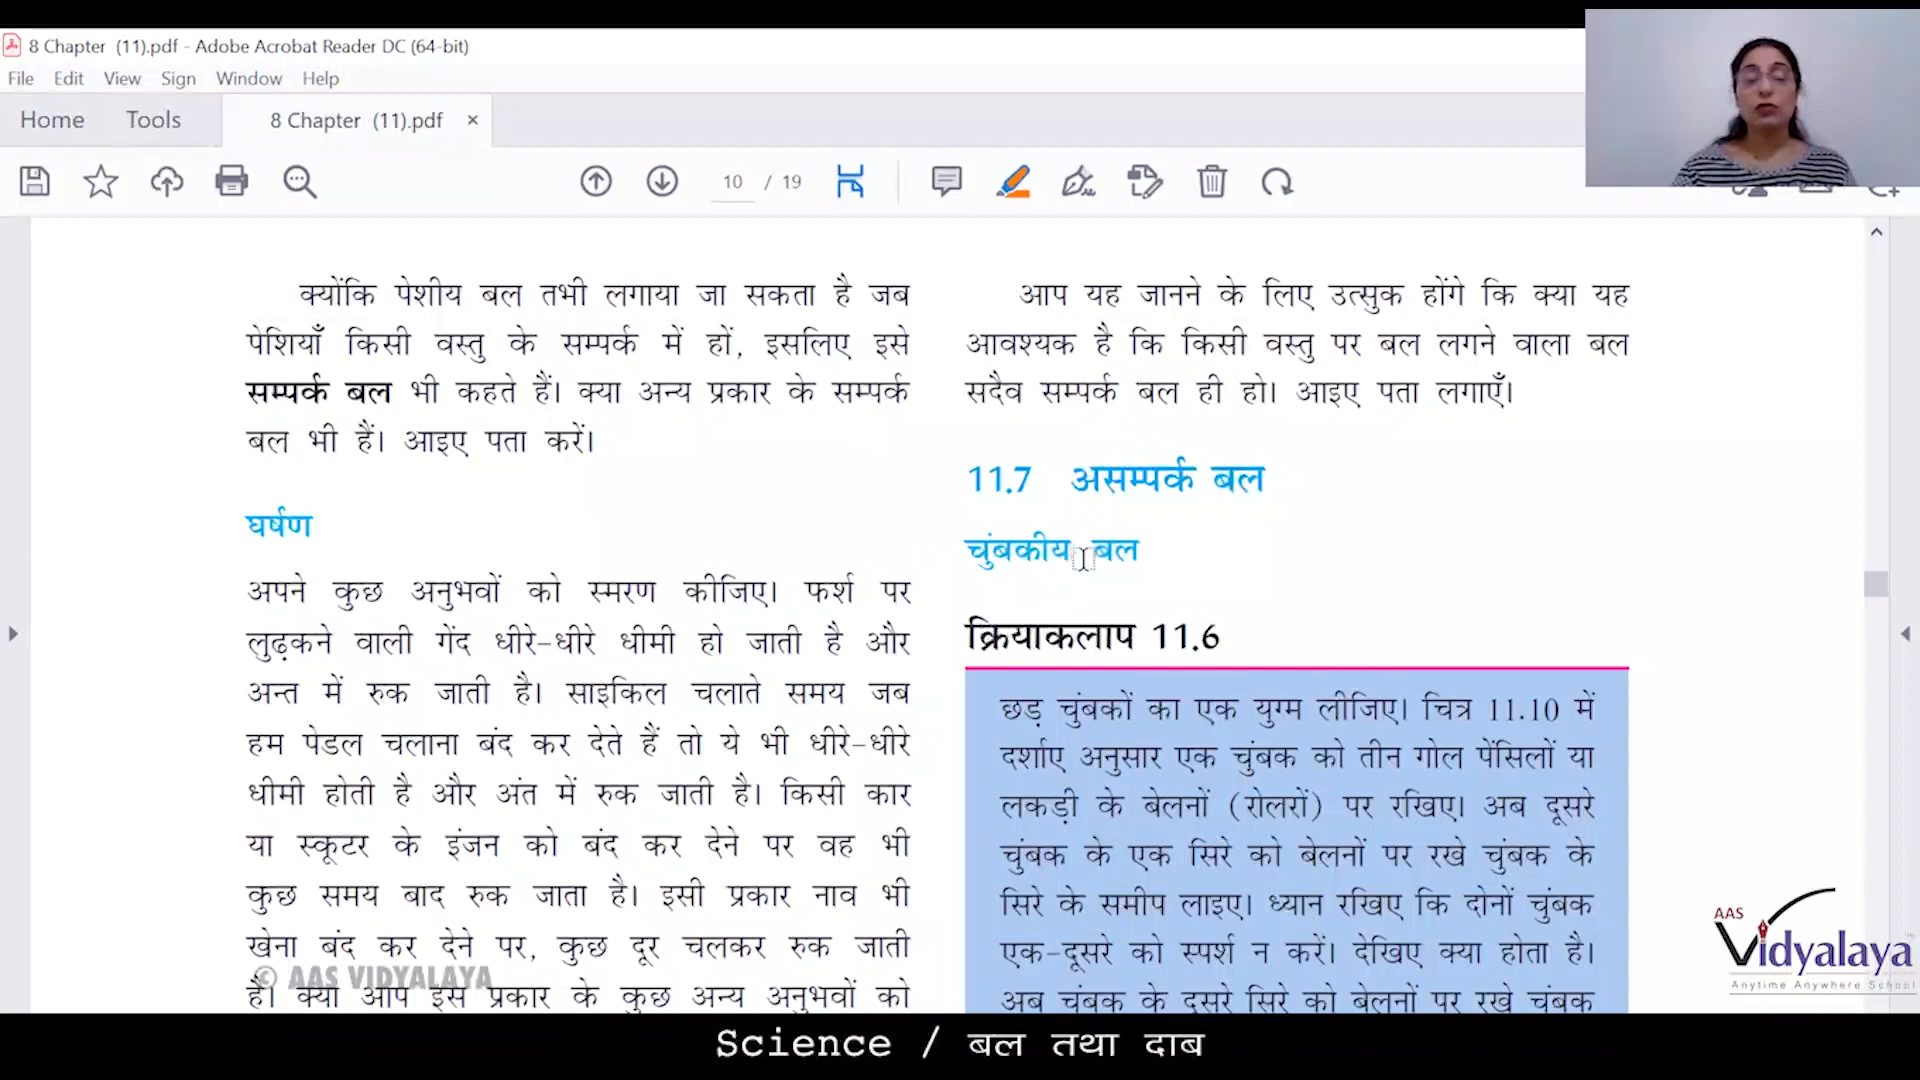 8 Chapter (11).pdf - Adobe Acrobat Reader DC (64-bit)
File Edit View Sign Window Help
Home Tools 8 Chapter (11).pdf ×
10 / 19
क्योंकि पेशीय बल तभी लगाया जा सकता है जब
पेशियाँ किसी वस्तु के सम्पर्क में हों, इसलिए इसे
सम्पर्क बल भी कहते हैं। क्या अन्य प्रकार के सम्पर्क
बल भी हैं। आइए पता करें।
घर्षण
अपने कुछ अनुभवों को स्मरण कीजिए। फर्श पर
लुढ़कने वाली गेंद धीरे-धीरे धीमी हो जाती है और
अन्त में रुक जाती है। साइकिल चलाते समय जब
हम पेडल चलाना बंद कर देते हैं तो ये भी धीरे-धीरे
धीमी होती है और अंत में रुक जाती है। किसी कार
या स्कूटर के इंजन को बंद कर देने पर वह भी
कुछ समय बाद रुक जाता है। इसी प्रकार नाव भी
खेना बंद कर देने पर, कुछ दूर चलकर रुक जाती
है। क्या आप इस प्रकार के कुछ अन्य अनुभवों को
© AAS VIDYALAYA
आप यह जानने के लिए उत्सुक होंगे कि क्या यह
आवश्यक है कि किसी वस्तु पर बल लगने वाला बल
सदैव सम्पर्क बल ही हो। आइए पता लगाएँ।
11.7 असम्पर्क बल
चुंबकीय बल
क्रियाकलाप 11.6
छड़ चुंबकों का एक युग्म लीजिए। चित्र 11.10 में
दर्शाए अनुसार एक चुंबक को तीन गोल पेंसिलों या
लकड़ी के बेलनों (रोलरों) पर रखिए। अब दूसरे
चुंबक के एक सिरे को बेलनों पर रखे चुंबक के
सिरे के समीप लाइए। ध्यान रखिए कि दोनों चुंबक
एक-दूसरे को स्पर्श न करें। देखिए क्या होता है।
अब चुंबक के दूसरे सिरे को बेलनों पर रखे चुंबक
AAS
Vidyalaya
Anytime Anywhere School
Science / बल तथा दाब